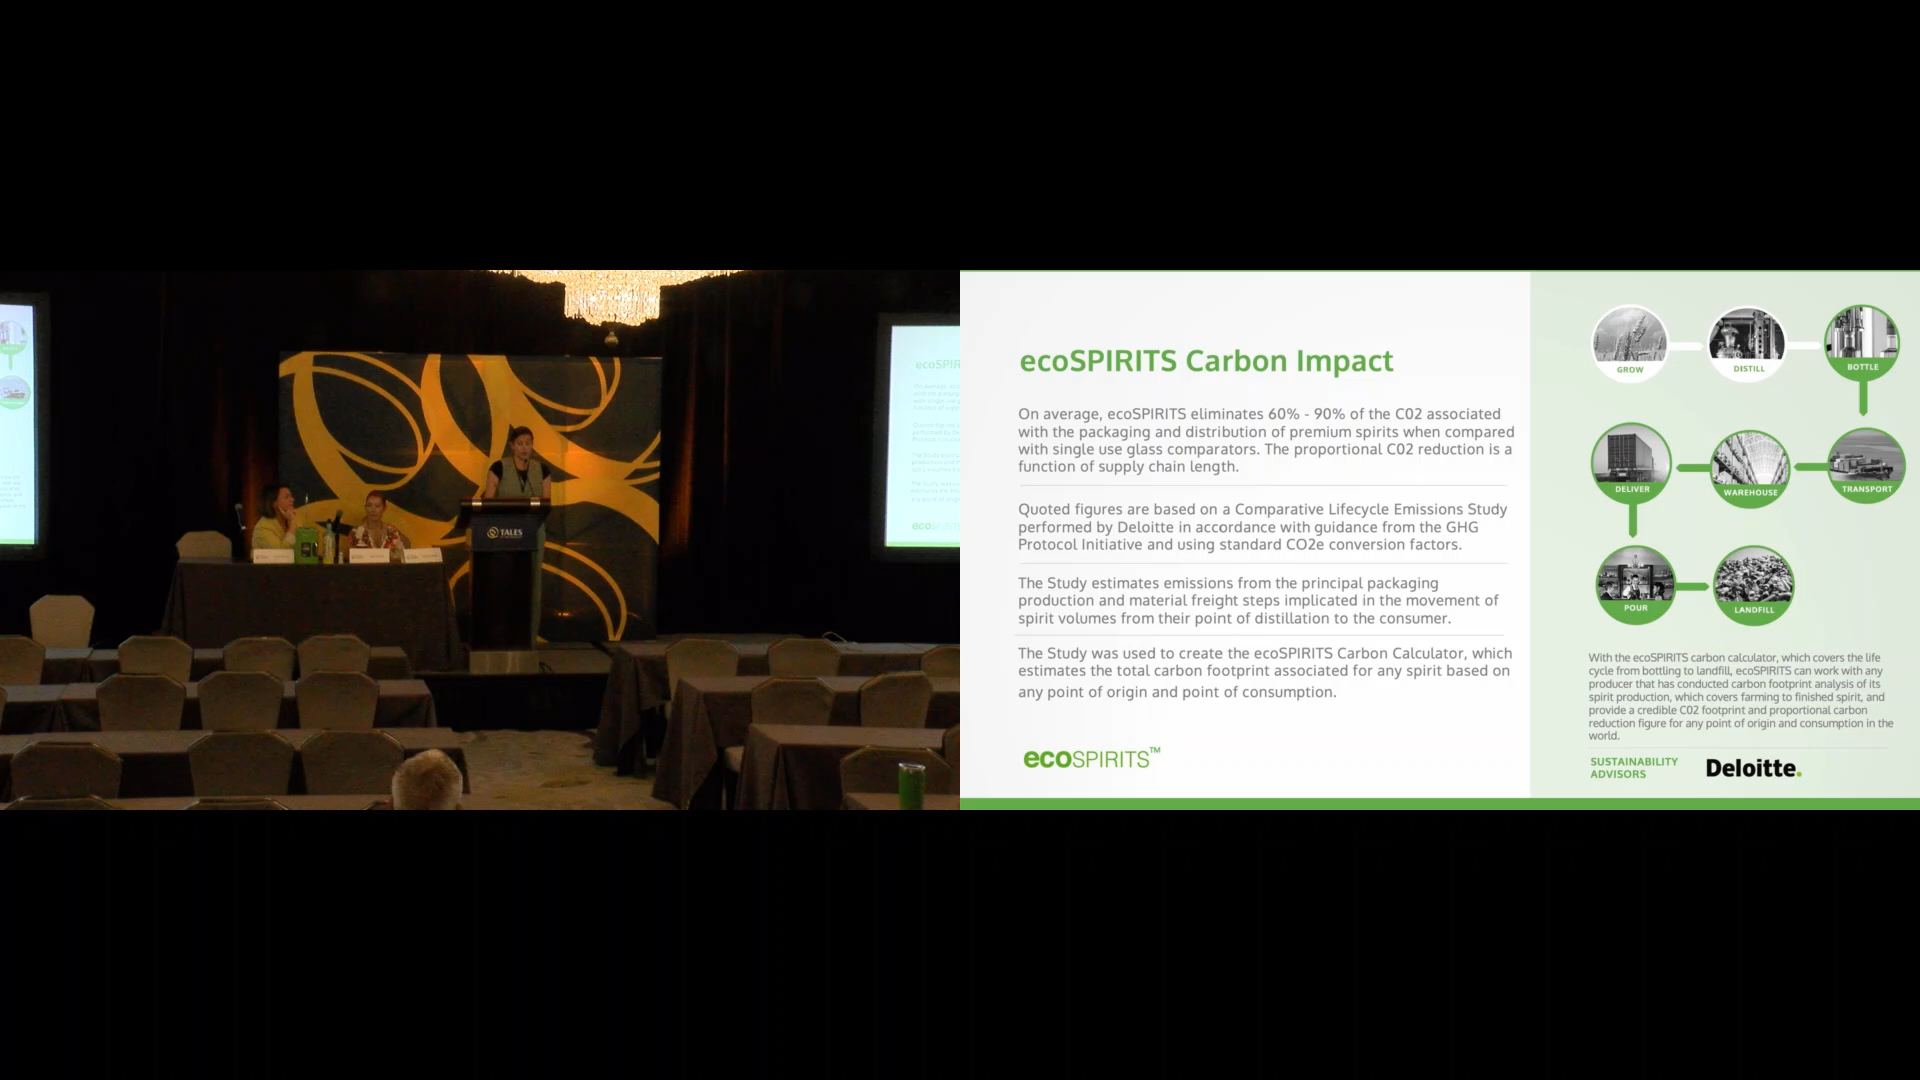 TALES
ecoSPIR
eco
ecoSPIRITS Carbon Impact
On average, ecoSPIRITS eliminates 60% - 90% of the C02 associated
with the packaging and distribution of premium spirits when compared
with single use glass comparators. The proportional C02 reduction is a
function of supply chain length.
Quoted figures are based on a Comparative Lifecycle Emissions Study
performed by Deloitte in accordance with guidance from the GHG
Protocol Initiative and using standard CO2e conversion factors.
The Study estimates emissions from the principal packaging
production and material freight steps implicated in the movement of
spirit volumes from their point of distillation to the consumer.
The Study was used to create the ecoSPIRITS Carbon Calculator, which
estimates the total carbon footprint associated for any spirit based on
any point of origin and point of consumption.
ecoSPIRITS™
GROW
DISTILL
BOTTLE
DELIVER
WAREHOUSE
TRANSPORT
POUR
LANDFILL
With the ecoSPIRITS carbon calculator, which covers the life
cycle from bottling to landfill, ecoSPIRITS can work with any
producer that has conducted carbon footprint analysis of its
spirit production, which covers farming to finished spirit, and
provide a credible C02 footprint and proportional carbon
reduction figure for any point of origin and consumption in the
world.
SUSTAINABILITY
ADVISORS
Deloitte.